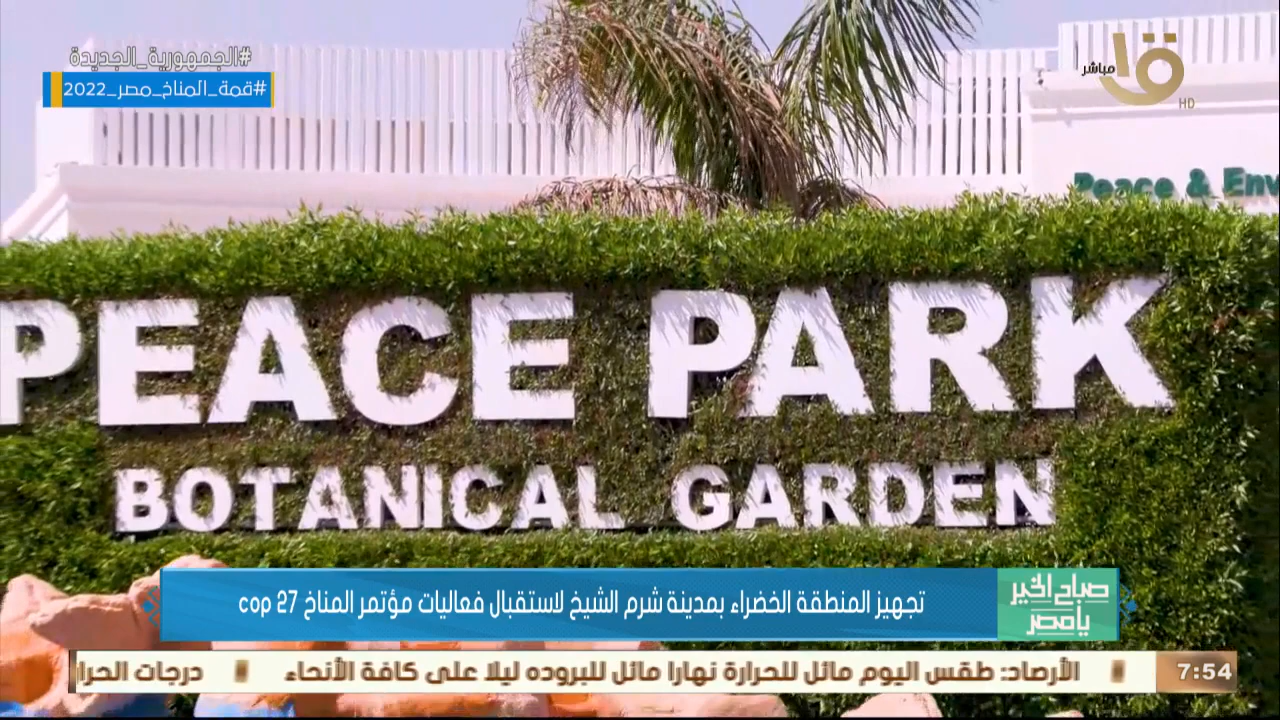 #الجمهورية_الجديدة
#قمة_المناخ_مصر_2022
مباشر
HD
Peace & Env
PEACE PARK
BOTANICAL GARDEN
صباح الخير
يا مصر
تجهيز المنطقة الخضراء بمدينة شرم الشيخ لاستقبال فعاليات مؤتمر المناخ cop 27
7:54
الأرصاد: طقس اليوم مائل للحرارة نهارا مائل للبروده ليلا على كافة الأنحاء درجات الحرار